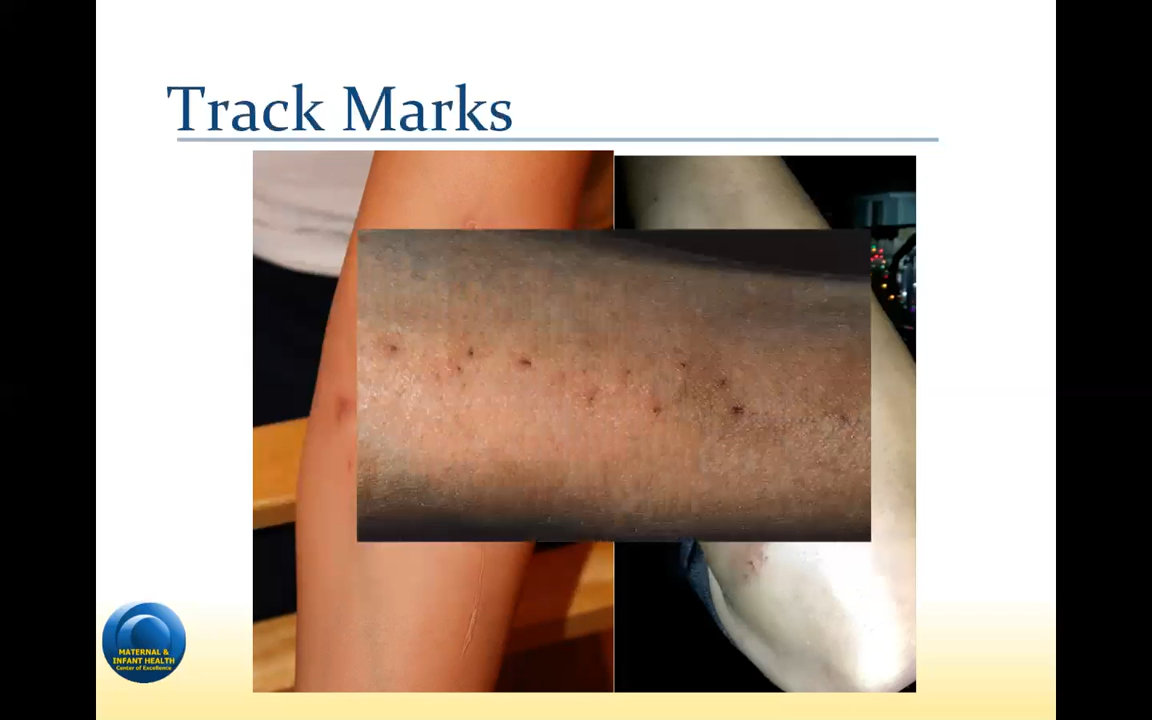 Track Marks
MATERNAL &
INFANT HEALTH
Center of Excellence